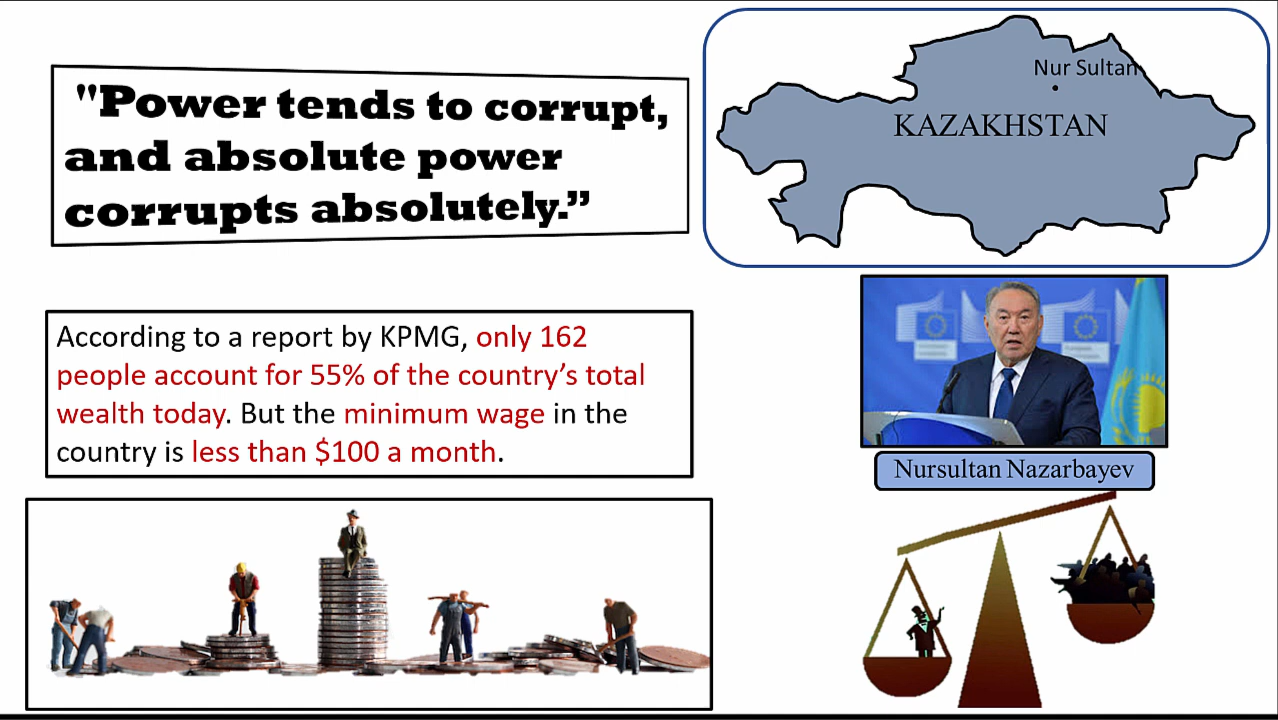 "Power tends to corrupt,
and absolute power
corrupts absolutely.”
Nur Sultan
KAZAKHSTAN
According to a report by KPMG, only 162
people account for 55% of the country’s total
wealth today. But the minimum wage in the
country is less than $100 a month.
Nursultan Nazarbayev